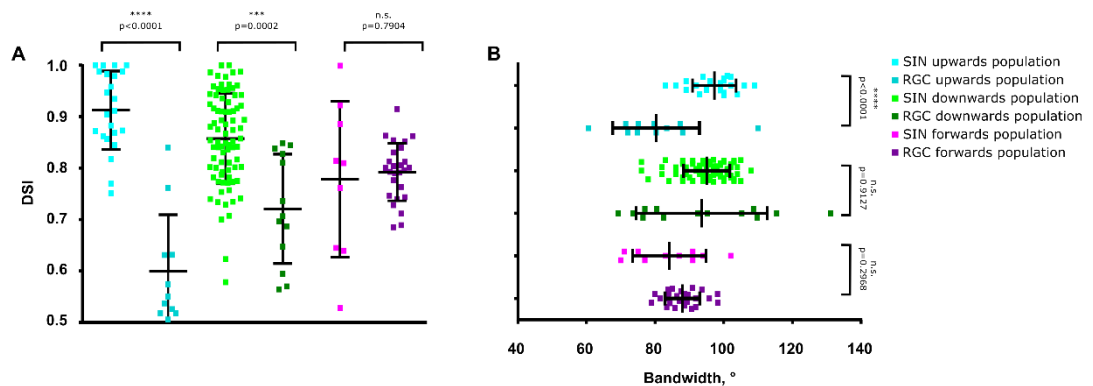 ****
p<0.0001
***
p=0.0002
n.s.
p=0.7904
A
1.0
0.9
0.8
0.7
0.6
0.5
DSI
B
****
p<0.0001
n.s.
p=0.9127
n.s.
p=0.2968
40
60
80
100
120
140
Bandwidth, °
SIN upwards population
RGC upwards population
SIN downwards population
RGC downwards population
SIN forwards population
RGC forwards population